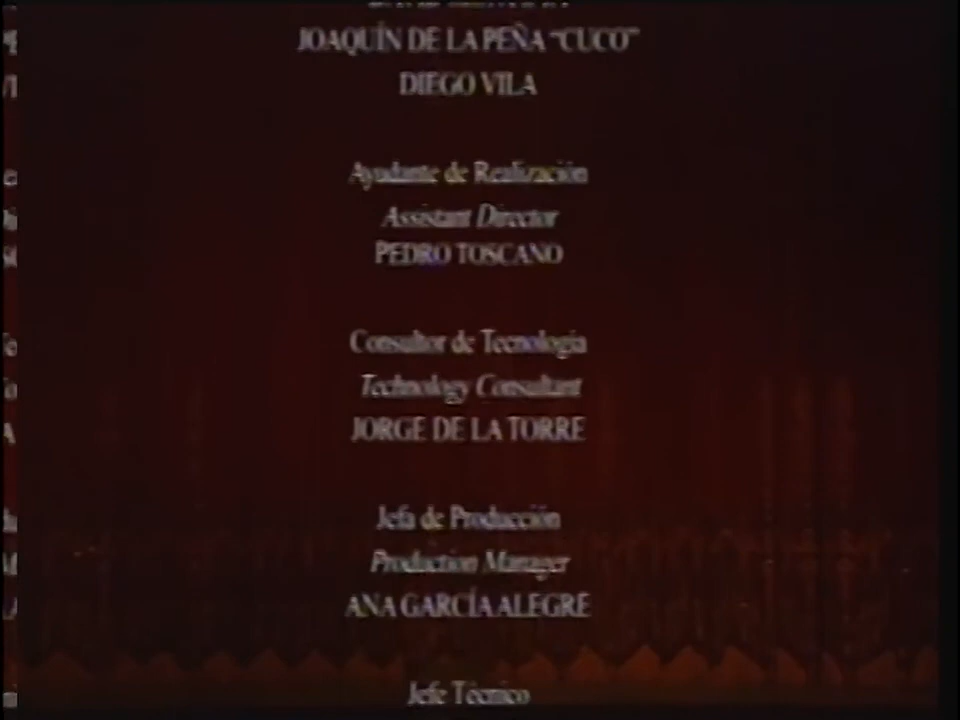 JOAQUÍN DE LA PEÑA "CUCO"
DIEGO VILA
Ayudante de Realización
Assistant Director
PEDRO TOSCANO
Consultor de Tecnología
Technology Consultant
JORGE DE LA TORRE
Jefa de Producción
Production Manager
ANA GARCÍA ALEGRE
Jefe Técnico